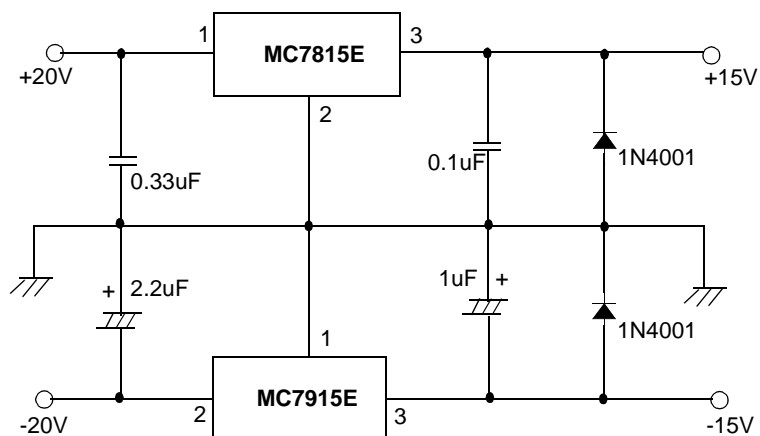 1
MC7815E
3
+20V
+15V
2
0.33uF
0.1uF
1N4001
+ 2.2uF
1uF +
1
1N4001
MC7915E
-20V
2
3
-15V